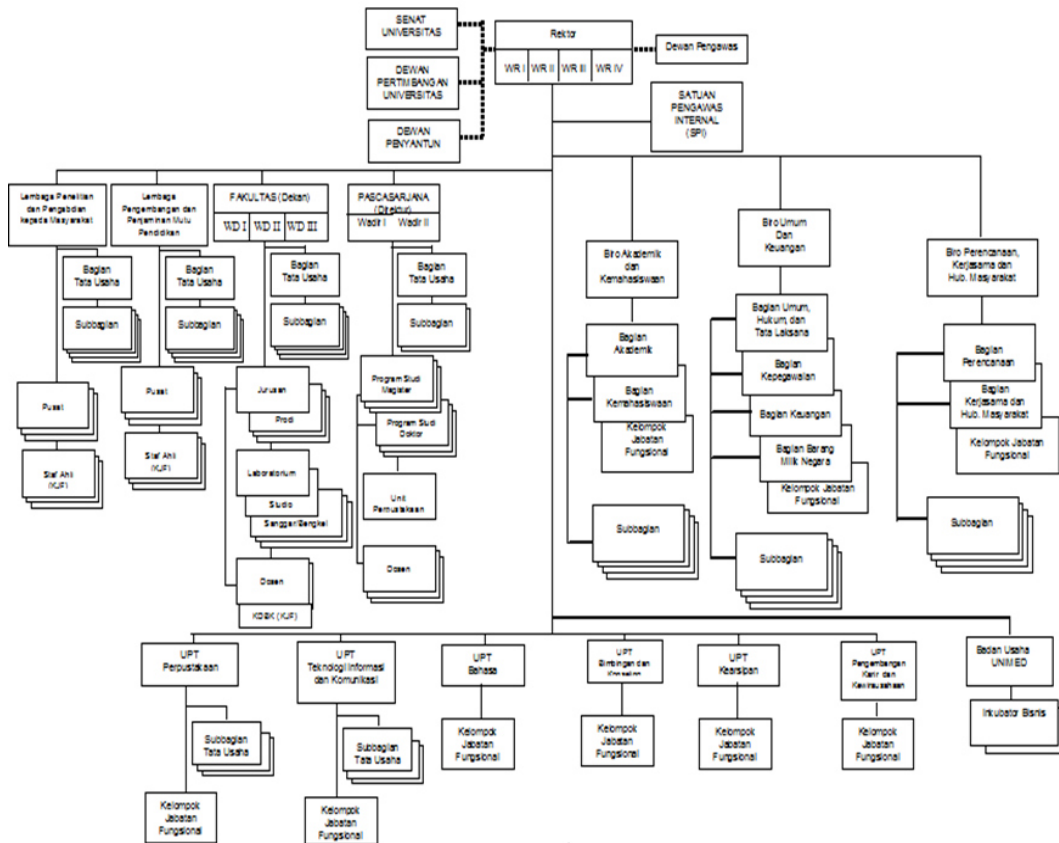 SENAT
UNIVERSITAS
DEWAN
PERTIMBANGAN
UNIVERSITAS
DEWAN
PENYANTUN
Rektor
WR I
WR II
WR III
WR IV
Dewan Pengawas
SATUAN
PENGAWAS
INTERNAL
(SPI)
Lembaga Penelitian
dan Pengabdian
kepada Masyarakat
Bagian
Tata Usaha
Subbagian
Pusat
Staf Ahli
(KJF)
Lembaga
Pengembangan dan
Penjaminan Mutu
Pendidikan
Bagian
Tata Usaha
Subbagian
Pusat
Staf Ahli
(KJF)
FAKULTAS (Dekan)
WD I
WD II
WD III
Bagian
Tata Usaha
Subbagian
Jurusan
Prodi
Laboratorium
Studio
Sanggar/Bengkel
Dosen
KDBK (KJF)
PASCASARJANA
(Direktur)
Wadir I
Wadir II
Bagian
Tata Usaha
Subbagian
Program Studi
Magister
Program Studi
Doktor
Unit
Perpustakaan
Dosen
Biro Akademik
dan
Kemahasiswaan
Bagian
Akademik
Bagian
Kemahasiswaan
Kelompok Jabatan
Fungsional
Subbagian
Biro Umum
Dan
Keuangan
Bagian Umum,
Hukum, dan
Tata Laksana
Bagian
Kepegawaian
Bagian Keuangan
Bagian Barang
Milik Negara
Kelompok Jabatan
Fungsional
Subbagian
Biro Perencanaan,
Kerjasama dan
Hub. Masyarakat
Bagian
Perencanaan
Bagian
Kerjasama dan
Hub. Masyarakat
Kelompok Jabatan
Fungsional
Subbagian
UPT
Perpustakaan
Subbagian
Tata Usaha
Kelompok
Jabatan
Fungsional
UPT
Teknologi Informasi
dan Komunikasi
Subbagian
Tata Usaha
Kelompok
Jabatan
Fungsional
UPT
Bahasa
Kelompok
Jabatan
Fungsional
UPT
Bimbingan dan
Kelompok
Jabatan
Fungsional
UPT
Kearsipan
Kelompok
Jabatan
Fungsional
UPT
Pengembangan
Karir dan
Kewirausahaan
Kelompok
Jabatan
Fungsional
Badan Usaha
UNIMED
Inkubator Bisnis